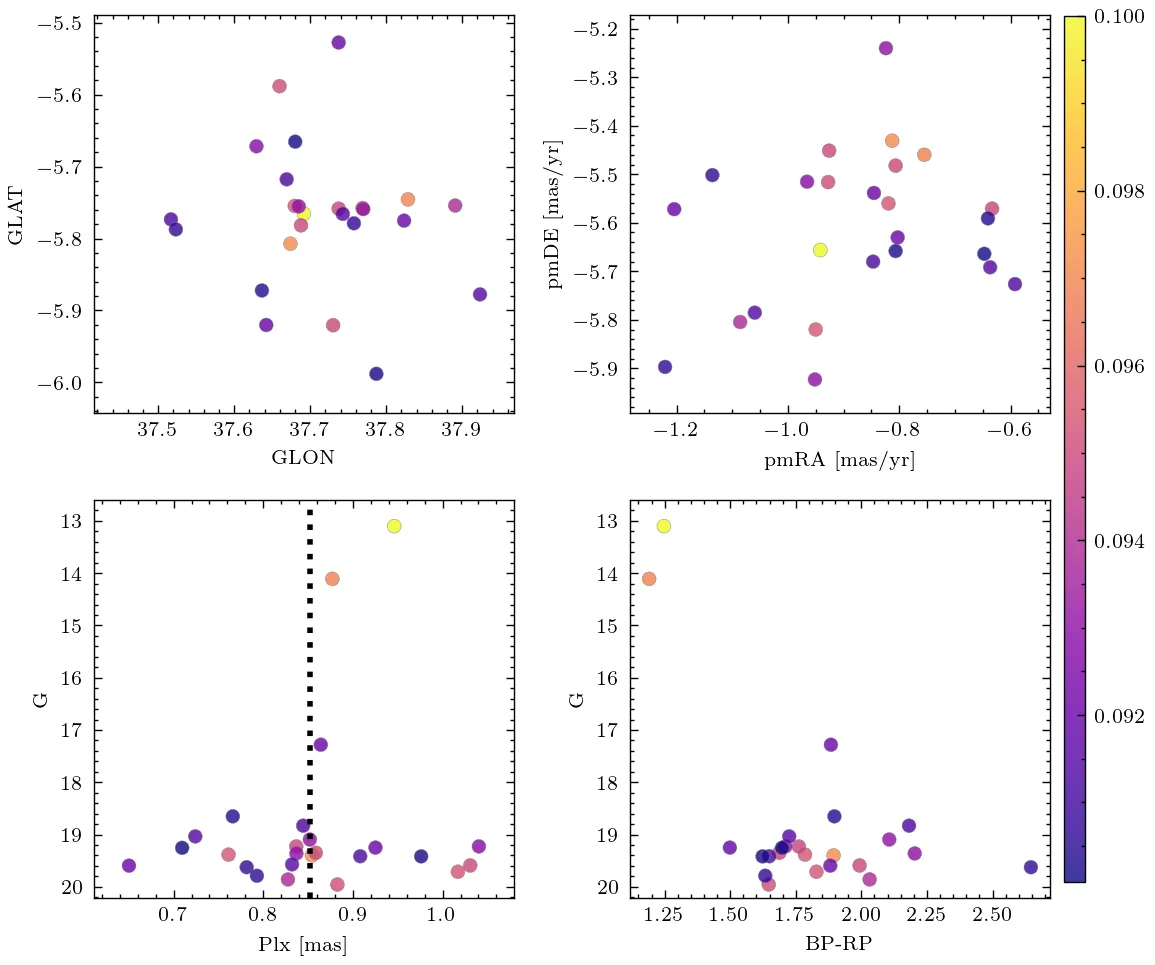 −5.5
−5.6
−5.7
−5.8
−5.9
−6.0
GLAT
37.5 37.6 37.7 37.8 37.9
GLON
−5.2
−5.3
−5.4
−5.5
−5.6
−5.7
−5.8
−5.9
pmDE [mas/yr]
−1.2 −1.0 −0.8 −0.6
pmRA [mas/yr]
0.100
0.098
0.096
0.094
0.092
13
14
15
16
17
18
19
20
G
0.7 0.8 0.9 1.0
Plx [mas]
13
14
15
16
17
18
19
20
G
1.25 1.50 1.75 2.00 2.25 2.50
BP-RP